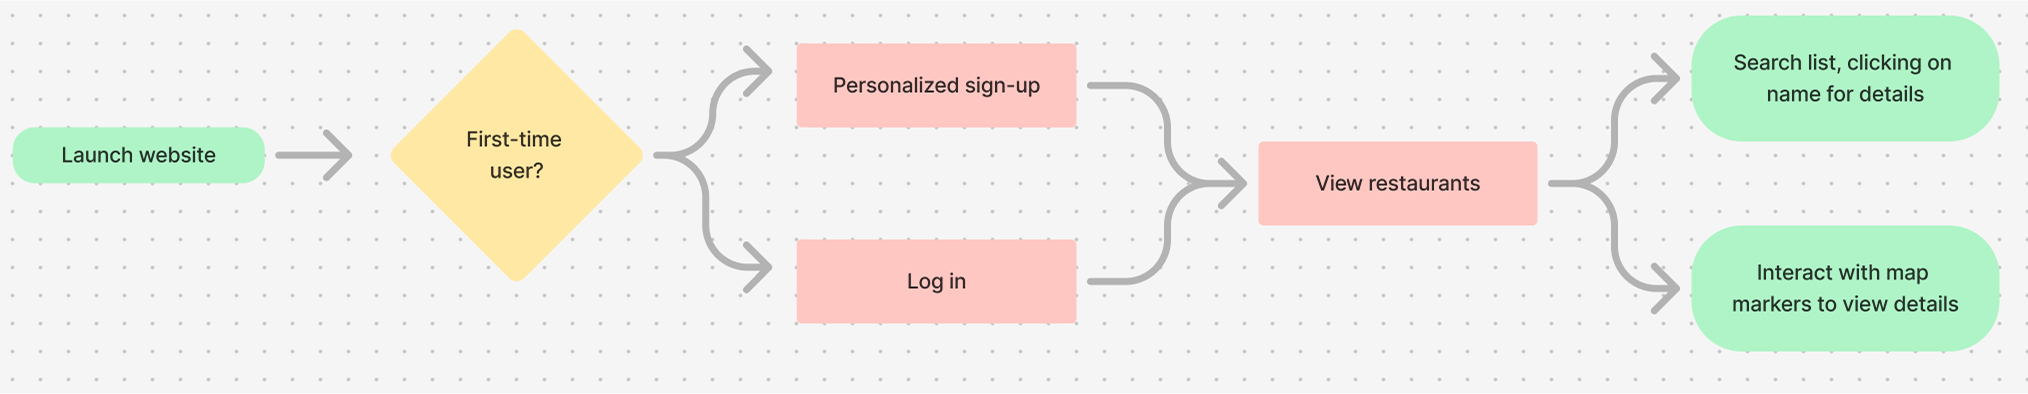 Launch website
First-time
user?
Personalized sign-up
Log in
View restaurants
Search list, clicking on
name for details
Interact with map
markers to view details